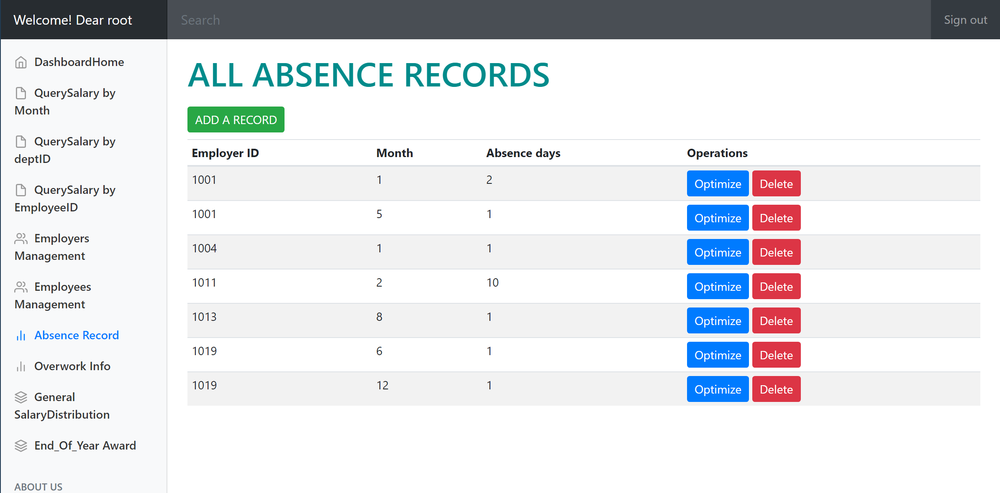 Welcome! Dear root
Search
Sign out
DashboardHome
QuerySalary by
Month
QuerySalary by
deptID
QuerySalary by
EmployeeID
Employers
Management
Employees
Management
Absence Record
Overwork Info
General
SalaryDistribution
End_Of_Year Award
ABOUT US
ALL ABSENCE RECORDS
ADD A RECORD
Employer ID Month Absence days Operations
1001 1 2 Optimize Delete
1001 5 1 Optimize Delete
1004 1 1 Optimize Delete
1011 2 10 Optimize Delete
1013 8 1 Optimize Delete
1019 6 1 Optimize Delete
1019 12 1 Optimize Delete